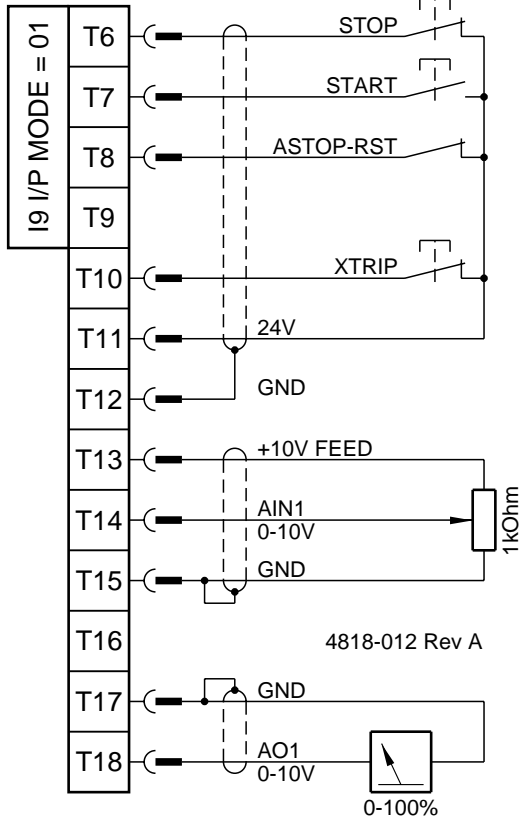 I9 I/P MODE = 01
T6
STOP
T7
START
T8
ASTOP-RST
T9
T10
XTRIP
T11
24V
T12
GND
T13
+10V FEED
T14
AIN1
0-10V
1kOhm
T15
GND
T16
4818-012 Rev A
T17
GND
T18
AO1
0-10V
0-100%